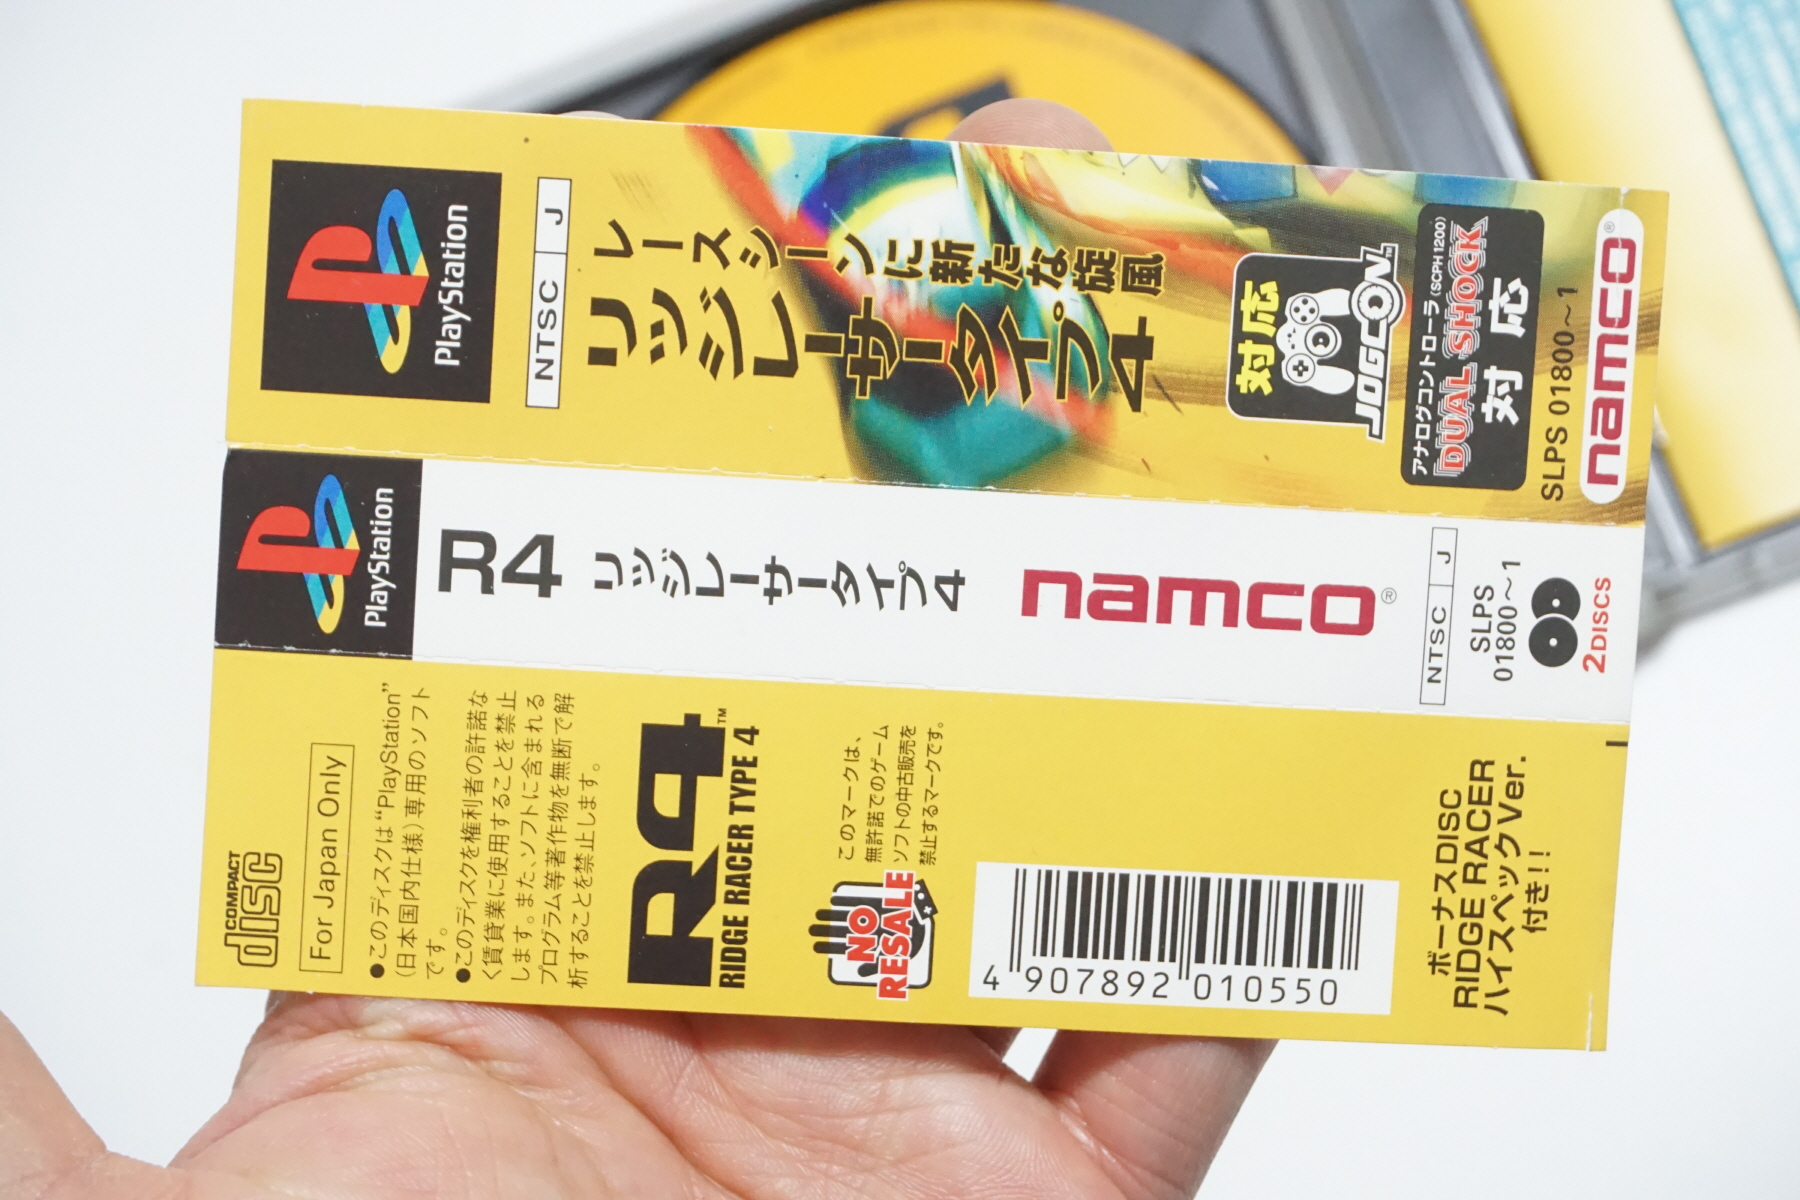 PlayStation
NTSC J
レースシーンに新たな旋風
リッジレーサータイプ4
対応
JOGCON™
アナログコントローラ(SCPH1200)
DUAL SHOCK
対応
SLPS 01800～1
namco®
PlayStation
R4
リッジレーサータイプ4
namco®
NTSC J
SLPS
01800～1
2DISCS
COMPACT
disc
For Japan Only
●このディスクは“PlayStation”
(日本国内仕様)専用のソフト
です。
●このディスクを権利者の許諾な
く賃貸業に使用することを禁止
します。また、ソフトに含まれる
プログラム等著作物を無断で解
析することを禁止します。
R4™
RIDGE RACER TYPE 4
NO
RESALE
このマークは、
無許諾でのゲーム
ソフトの中古販売を
禁止するマークです。
4 907892 010550
ボーナスDISC
RIDGE RACER
ハイスペックVer.
付き!!